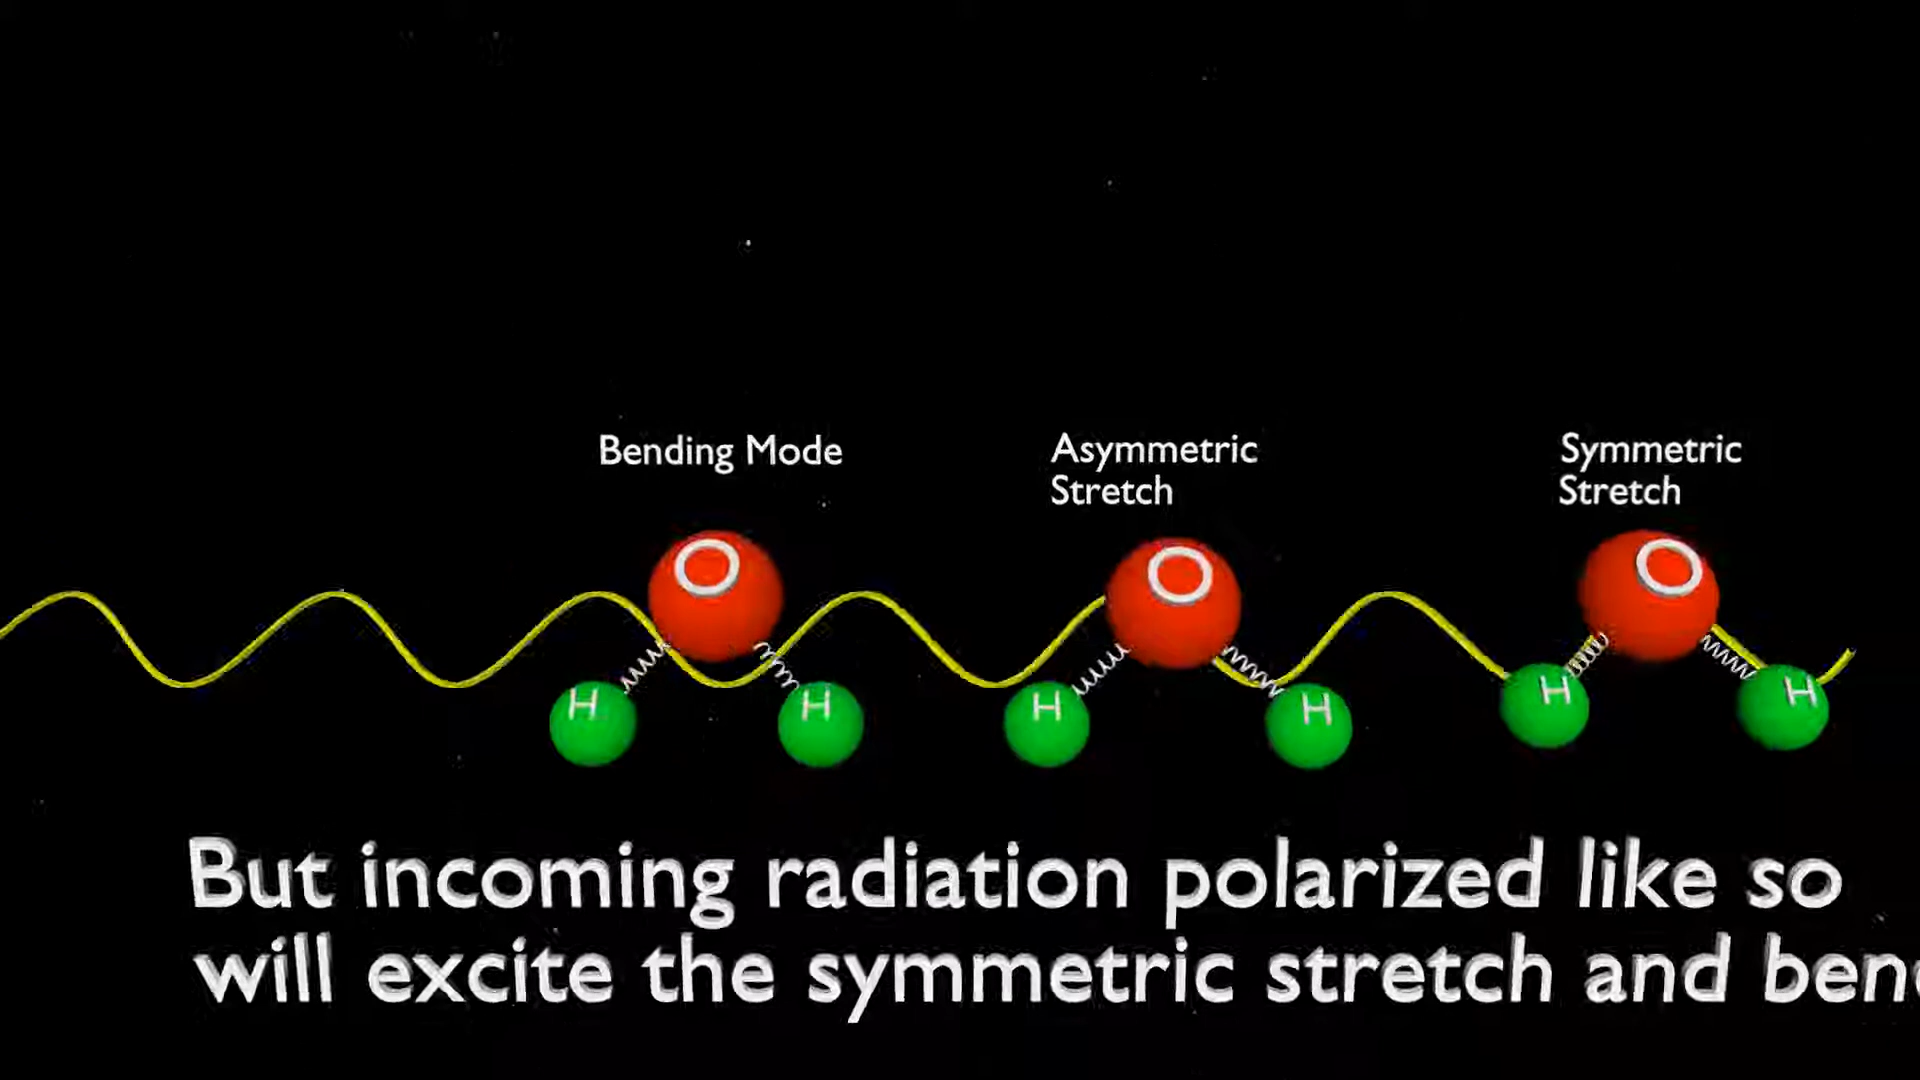 Bending Mode
Asymmetric
Stretch
Symmetric
Stretch
O
O
O
H
H
H
H
H
H
But incoming radiation polarized like so
will excite the symmetric stretch and